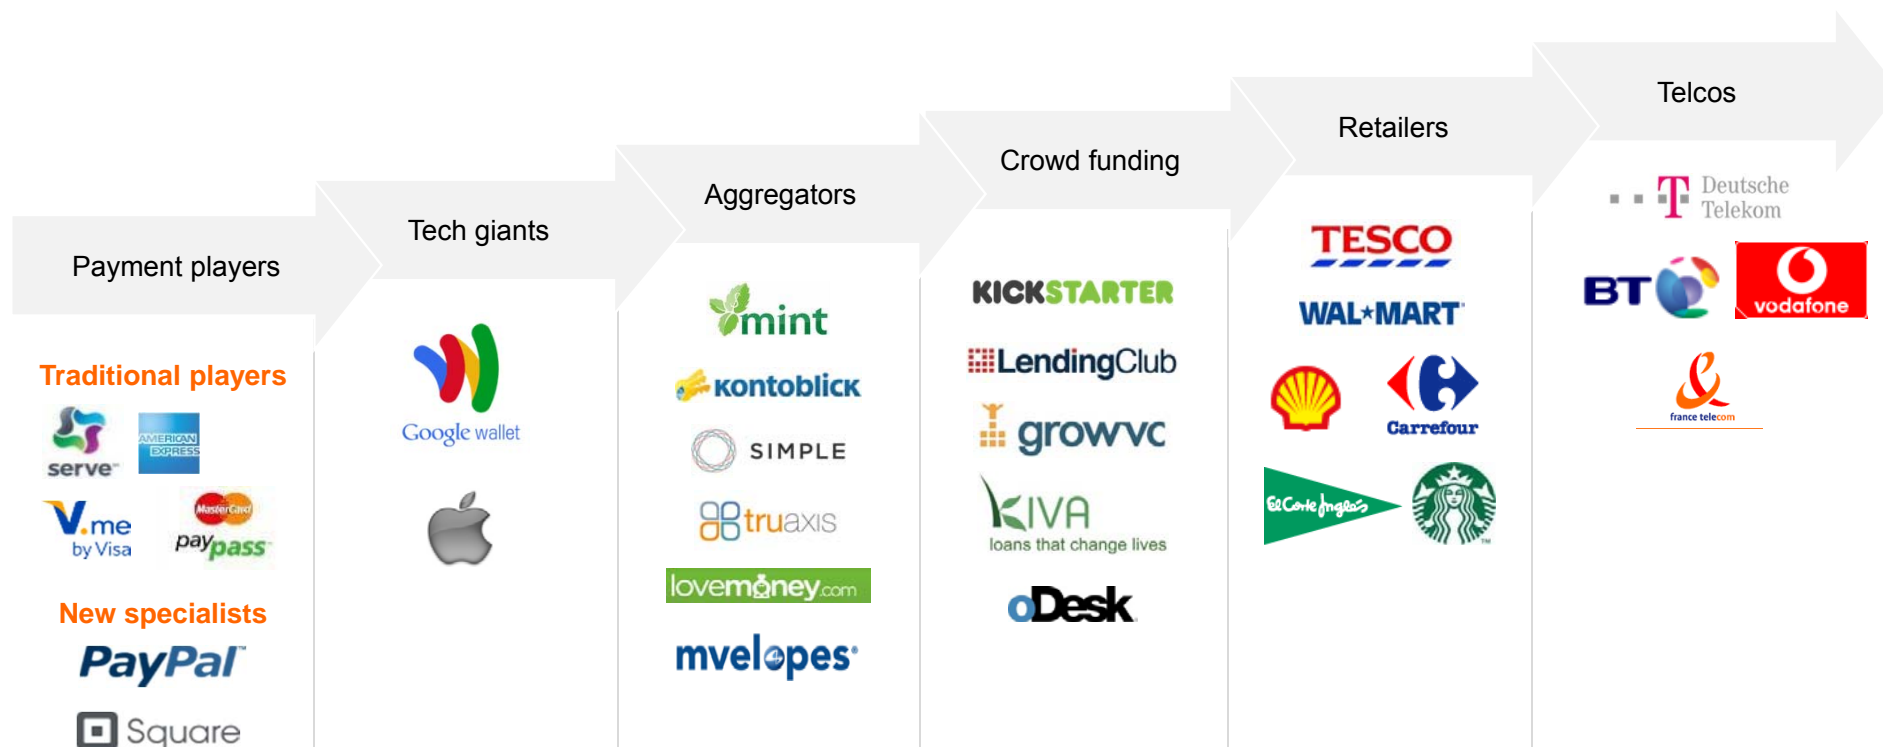 Payment players
Traditional players
serve™
AMERICAN
EXPRESS
V.me
by Visa
MasterCard
paypass
New specialists
PayPal™
Square
Tech giants
Google wallet
Aggregators
mint
kontoblick
SIMPLE
truaxis
lovemoney.com
mvelopes®
Crowd funding
KICKSTARTER
LendingClub
growvc
KIVA
loans that change lives
oDesk
Retailers
TESCO
WAL★MART®
Carrefour
El Corte Inglés
Telcos
Deutsche
Telekom
BT
vodafone
france telecom